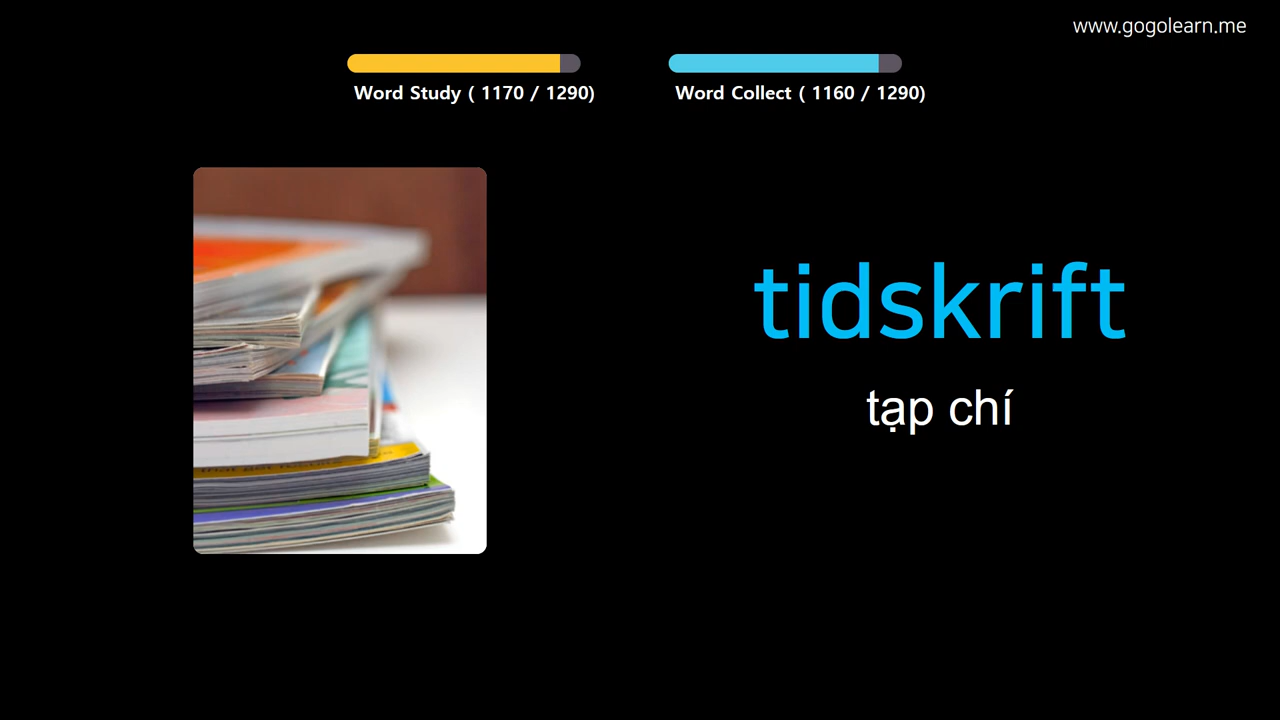 www.gogolearn.me
Word Study ( 1170 / 1290)
Word Collect ( 1160 / 1290)
tidskrift
tạp chí